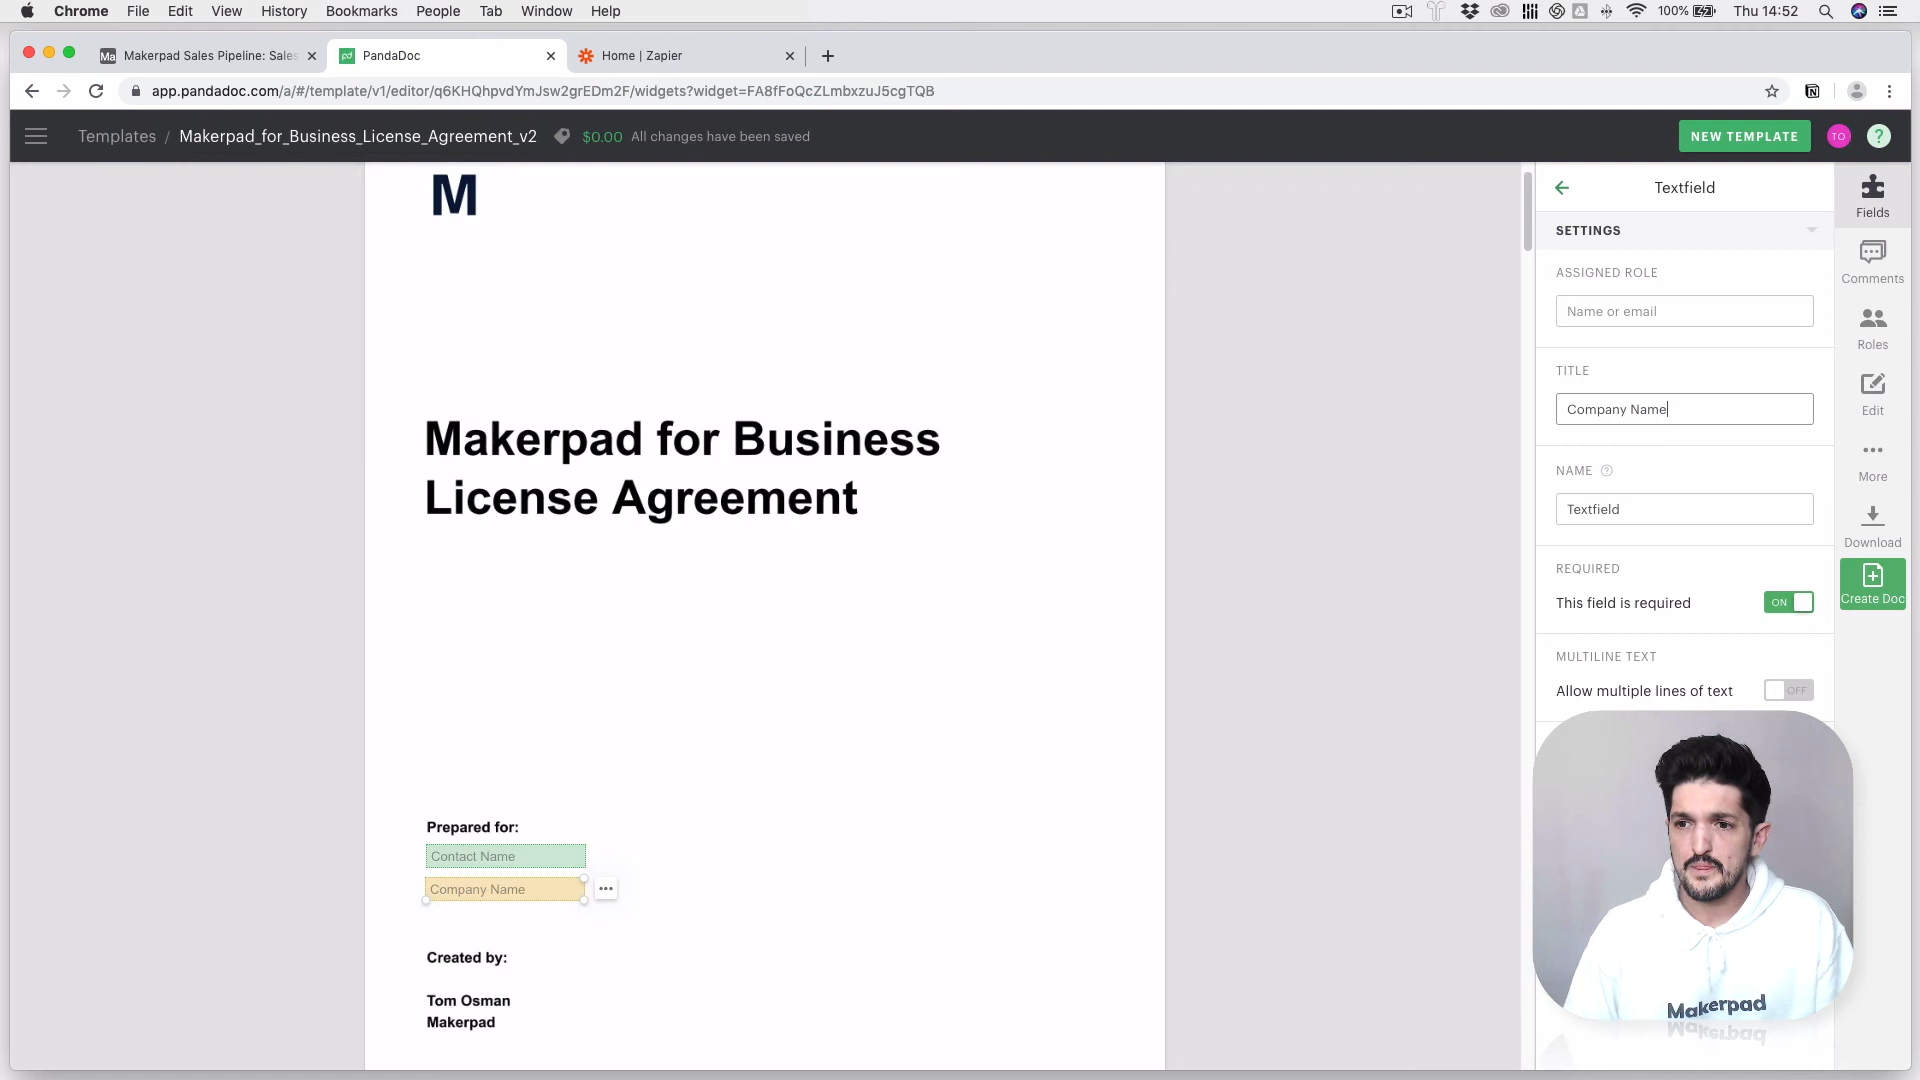 Chrome File Edit View History Bookmarks People Tab Window Help 100% Thu 14:52
Ma Makerpad Sales Pipeline: Sales pd PandaDoc Home | Zapier
app.pandadoc.com/a/#/template/v1/editor/q6KHQhpvdYmJsw2grEDm2F/widgets?widget=FA8fFoQcZLmbxzuJ5cgTQB
Templates / Makerpad_for_Business_License_Agreement_v2 $0.00 All changes have been saved NEW TEMPLATE TO ?
M
Makerpad for Business
License Agreement
Prepared for:
Contact Name
Company Name
Created by:
Tom Osman
Makerpad
Textfield
SETTINGS
ASSIGNED ROLE
Name or email
TITLE
Company Name
NAME ?
Textfield
REQUIRED
This field is required ON
MULTILINE TEXT
Allow multiple lines of text OFF
Fields
Comments
Roles
Edit
More
Download
Create Doc
Makerpad